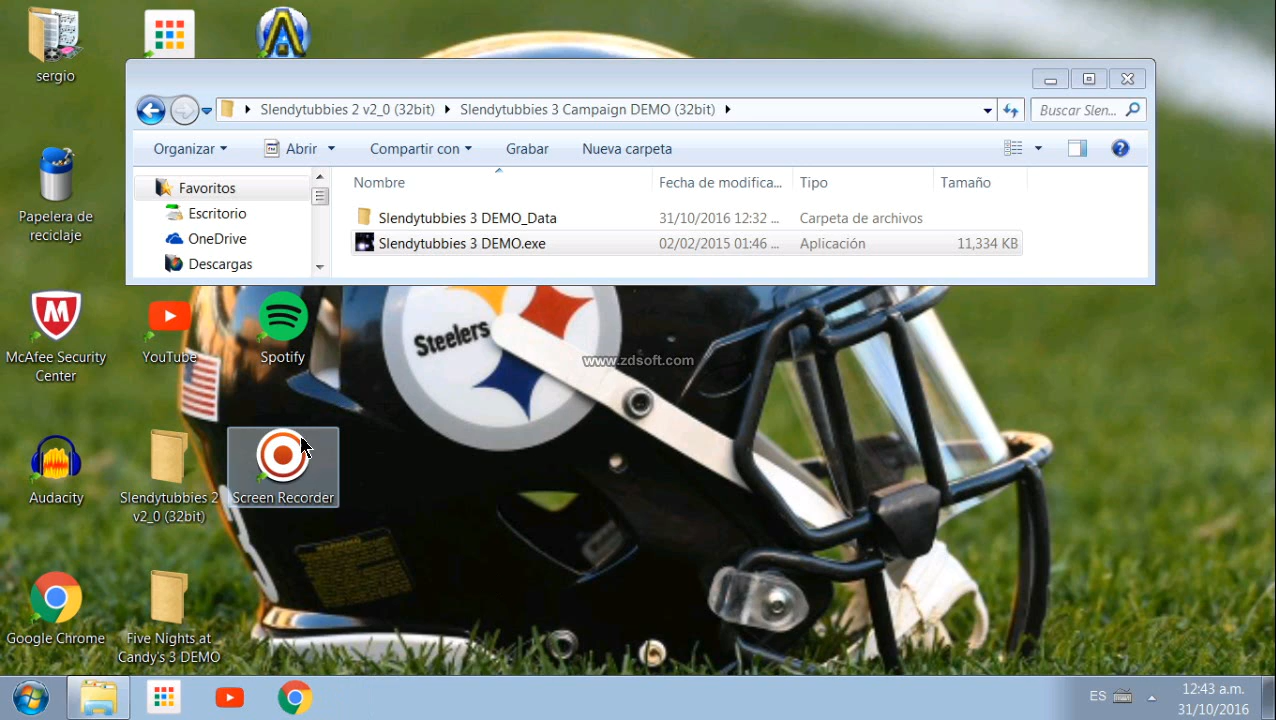 sergio
Slendytubbies 2 v2_0 (32bit)
Slendytubbies 3 Campaign DEMO (32bit)
Buscar Slen...
Organizar
Abrir
Compartir con
Grabar
Nueva carpeta
Favoritos
Escritorio
OneDrive
Descargas
Nombre
Fecha de modifica...
Tipo
Tamaño
Slendytubbies 3 DEMO_Data
31/10/2016 12:32 ...
Carpeta de archivos
Slendytubbies 3 DEMO.exe
02/02/2015 01:46 ...
Aplicación
11,334 KB
Papelera de
reciclaje
McAfee Security
Center
YouTube
Spotify
Steelers
www.zdsoft.com
Audacity
Slendytubbies 2
v2_0 (32bit)
Screen Recorder
Google Chrome
Five Nights at
Candy's 3 DEMO
ES
12:43 a.m.
31/10/2016